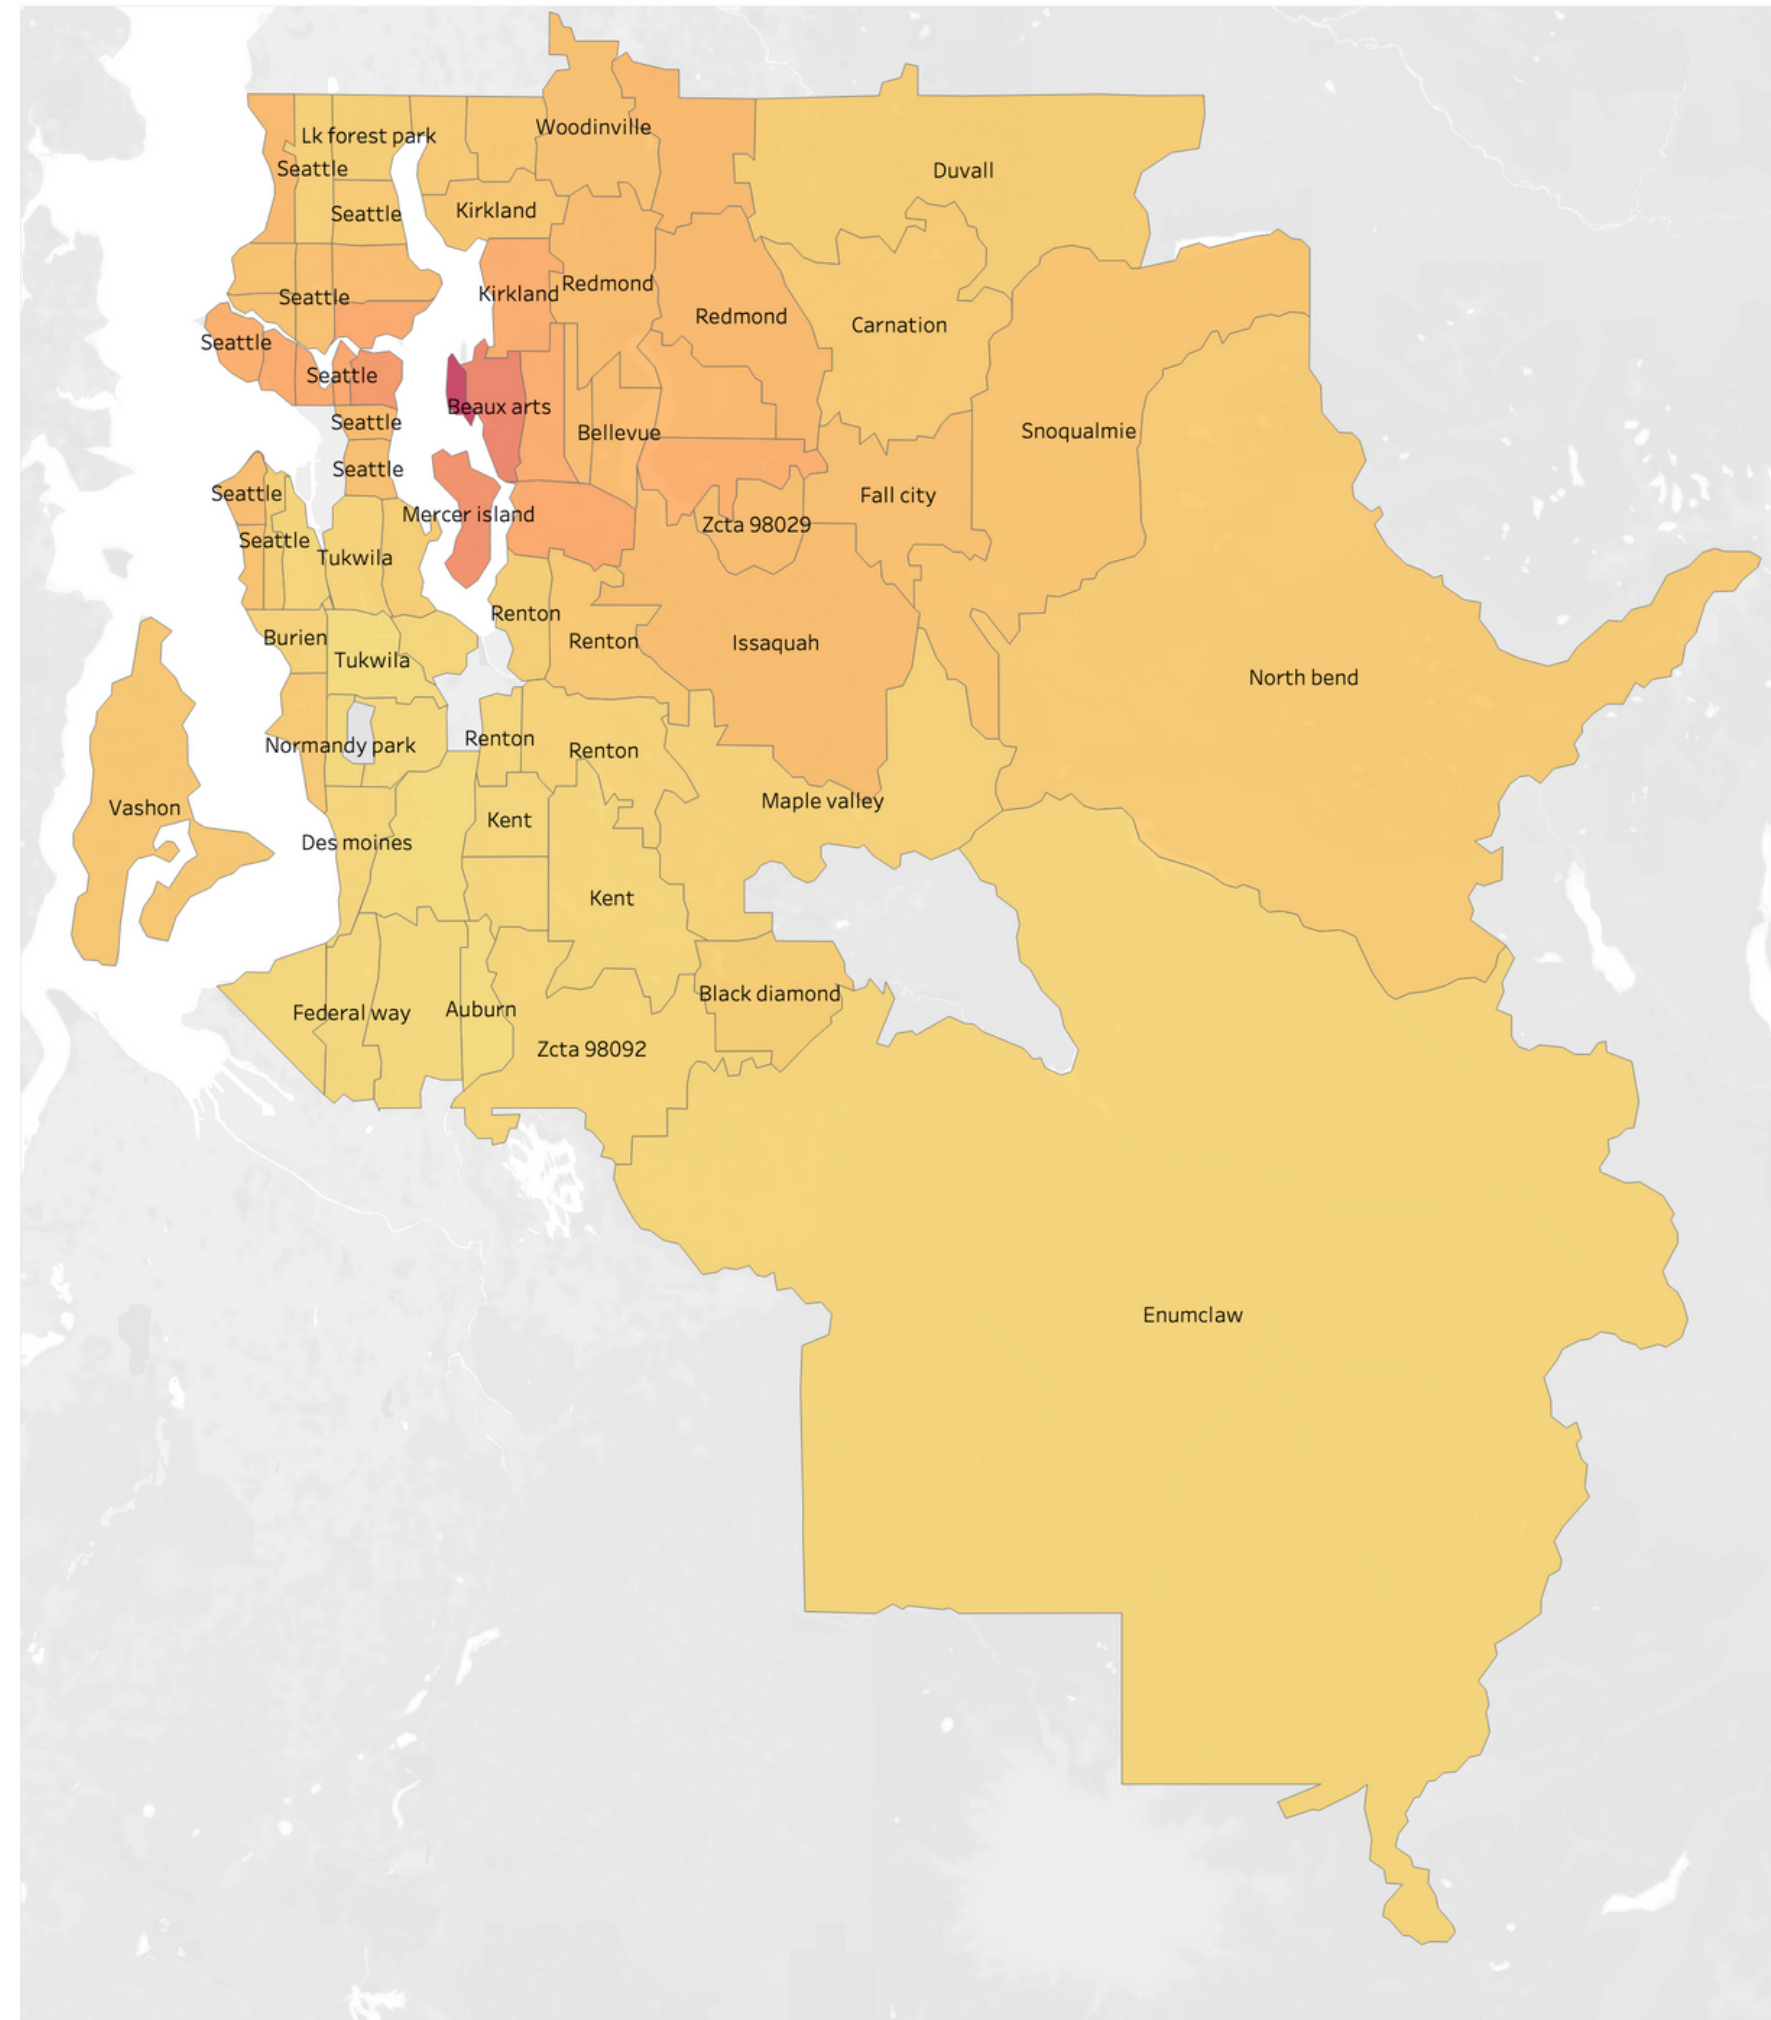 Woodinville
Lk forest park
Seattle
Duvall
Seattle
Kirkland
Redmond
Kirkland
Seattle
Redmond
Carnation
Seattle
Seattle
Beaux arts
Seattle
Bellevue
Snoqualmie
Seattle
Seattle
Fall city
Mercer island
Zcta 98029
Seattle
Tukwila
Renton
Burien
Renton
Issaquah
Tukwila
North bend
Renton
Normandy park
Renton
Maple valley
Vashon
Kent
Des moines
Kent
Black diamond
Auburn
Federal way
Zcta 98092
Enumclaw